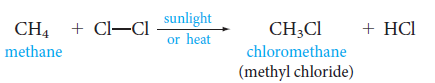 CH₄ + Cl—Cl sunlight or heat → CH₃Cl + HCl
methane chloromethane
(methyl chloride)